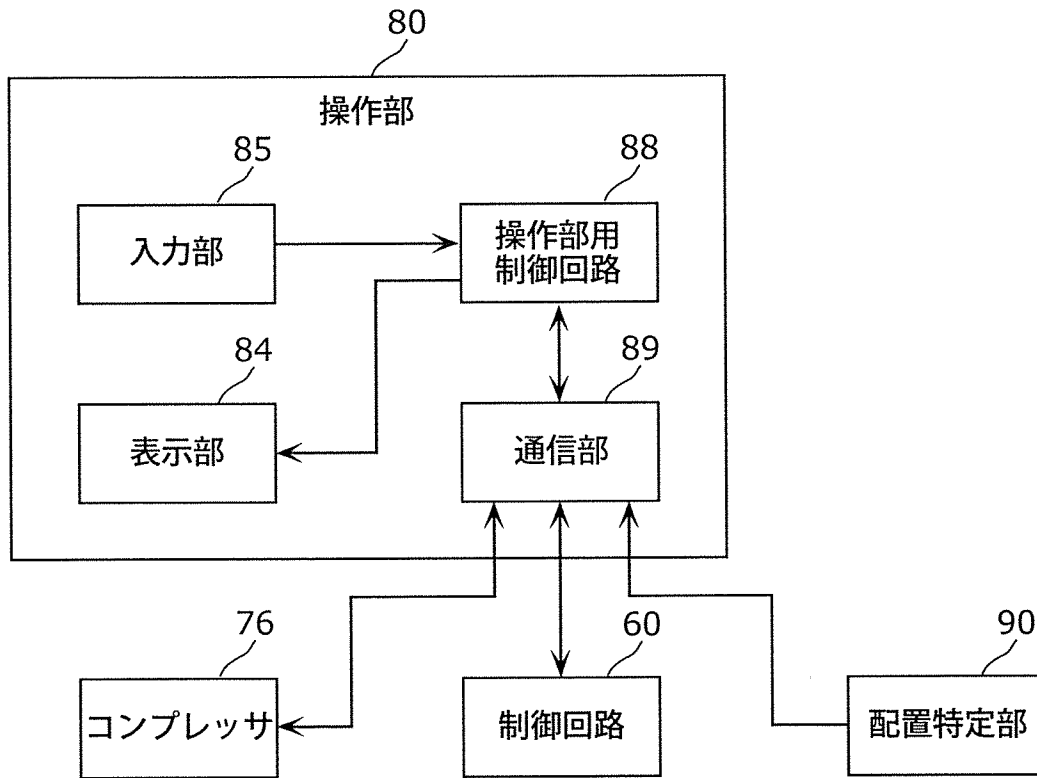 80
操作部
85
入力部
88
操作部用
制御回路
84
表示部
89
通信部
76
コンプレッサ
60
制御回路
90
配置特定部